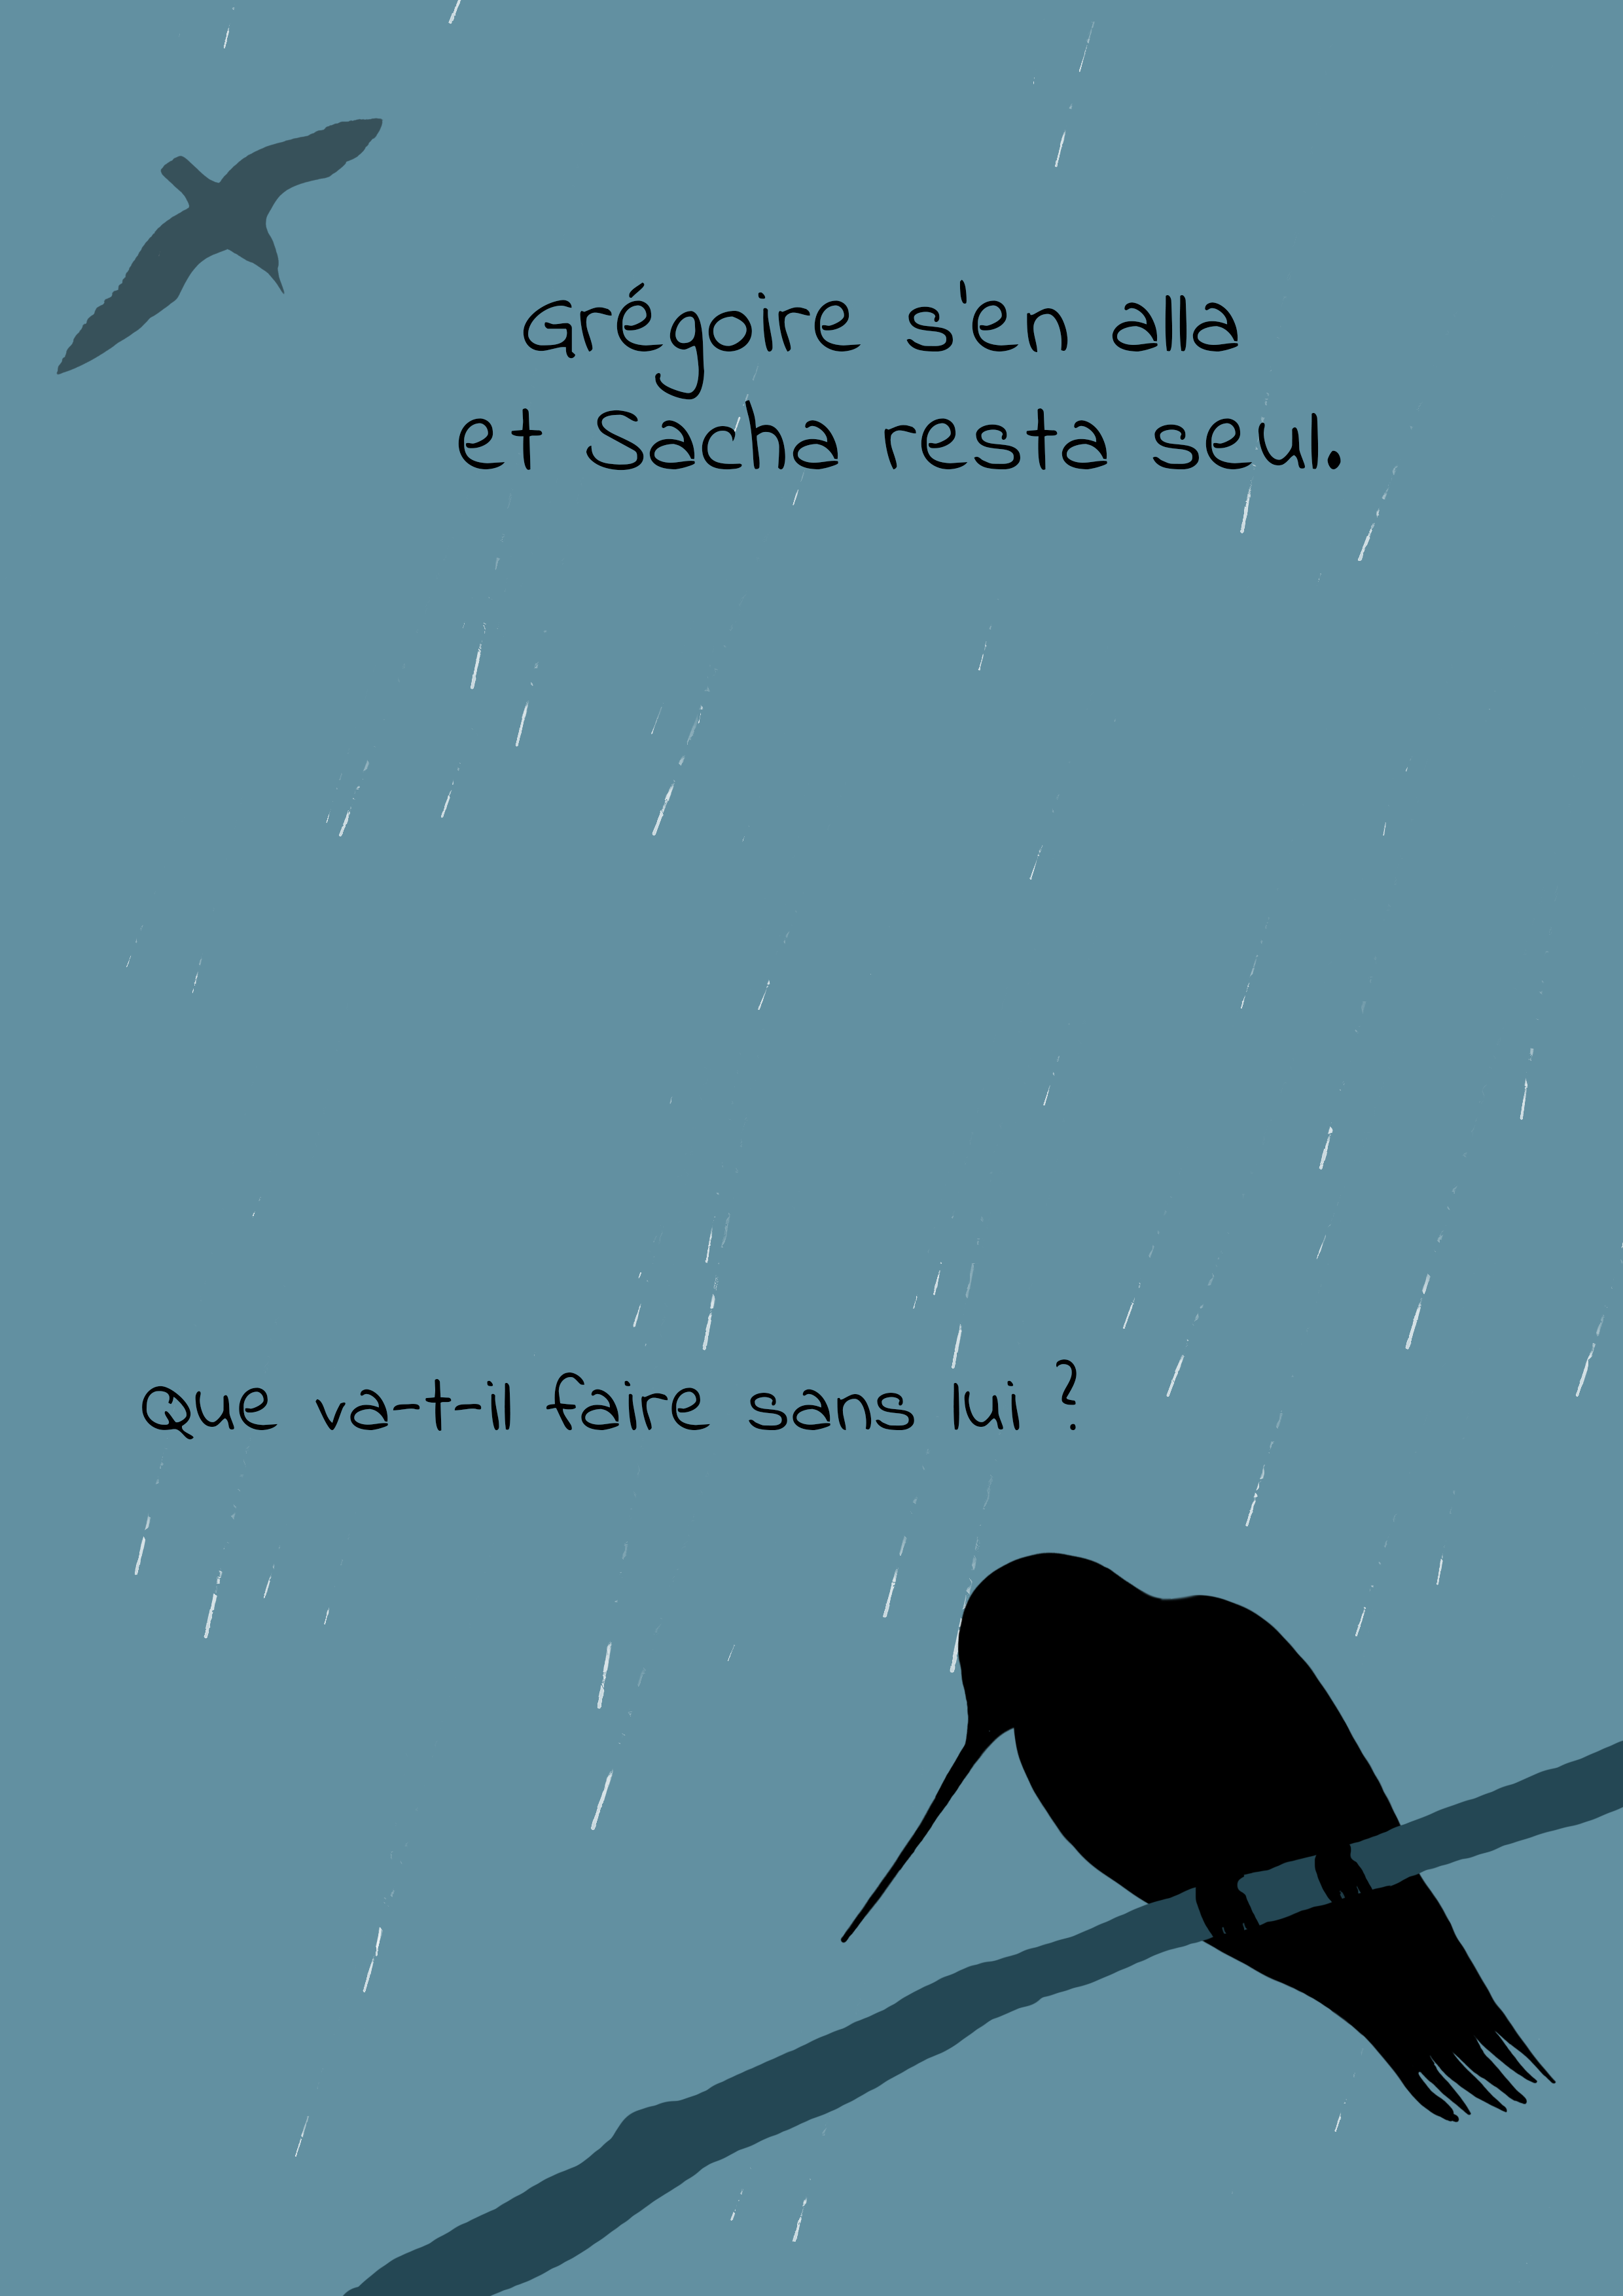 Grégoire s'en alla
et Sacha resta seul.
Que va-t-il faire sans lui ?